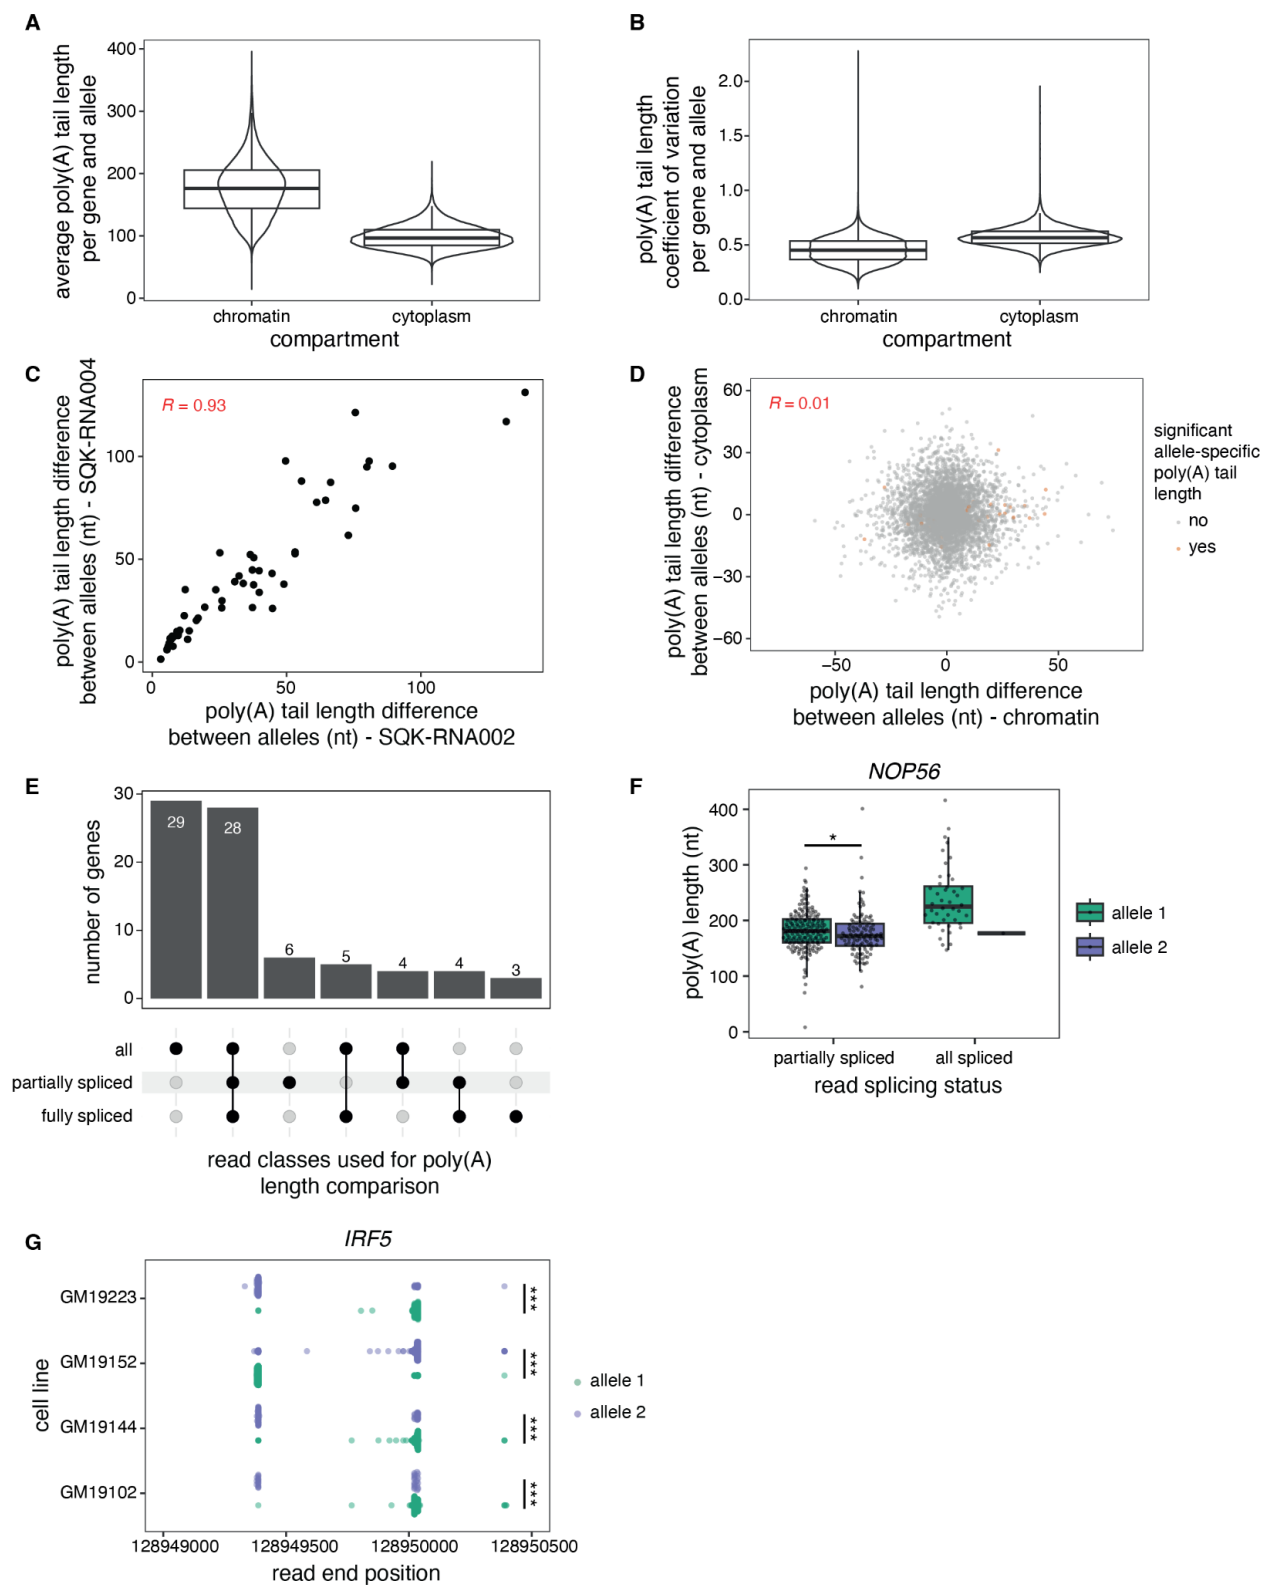 A
average poly(A) tail length
per gene and allele
400
300
200
100
0
chromatin
cytoplasm
compartment
B
poly(A) tail length
coefficient of variation
per gene and allele
2.0
1.5
1.0
0.5
0.0
chromatin
cytoplasm
compartment
C
poly(A) tail length difference
between alleles (nt) - SQK-RNA004
R = 0.93
100
50
0
0
50
100
poly(A) tail length difference
between alleles (nt) - SQK-RNA002
D
poly(A) tail length difference
between alleles (nt) - cytoplasm
R = 0.01
60
30
0
−30
−60
−50
0
50
poly(A) tail length difference
between alleles (nt) - chromatin
significant
allele-specific
poly(A) tail
length
no
yes
E
number of genes
30
20
10
0
29
28
6
5
4
4
3
all
partially spliced
fully spliced
read classes used for poly(A)
length comparison
F
NOP56
poly(A) length (nt)
400
300
200
100
0
*
partially spliced
all spliced
read splicing status
allele 1
allele 2
G
IRF5
cell line
GM19223
GM19152
GM19144
GM19102
***
***
***
***
128949000
128949500
128950000
128950500
read end position
allele 1
allele 2